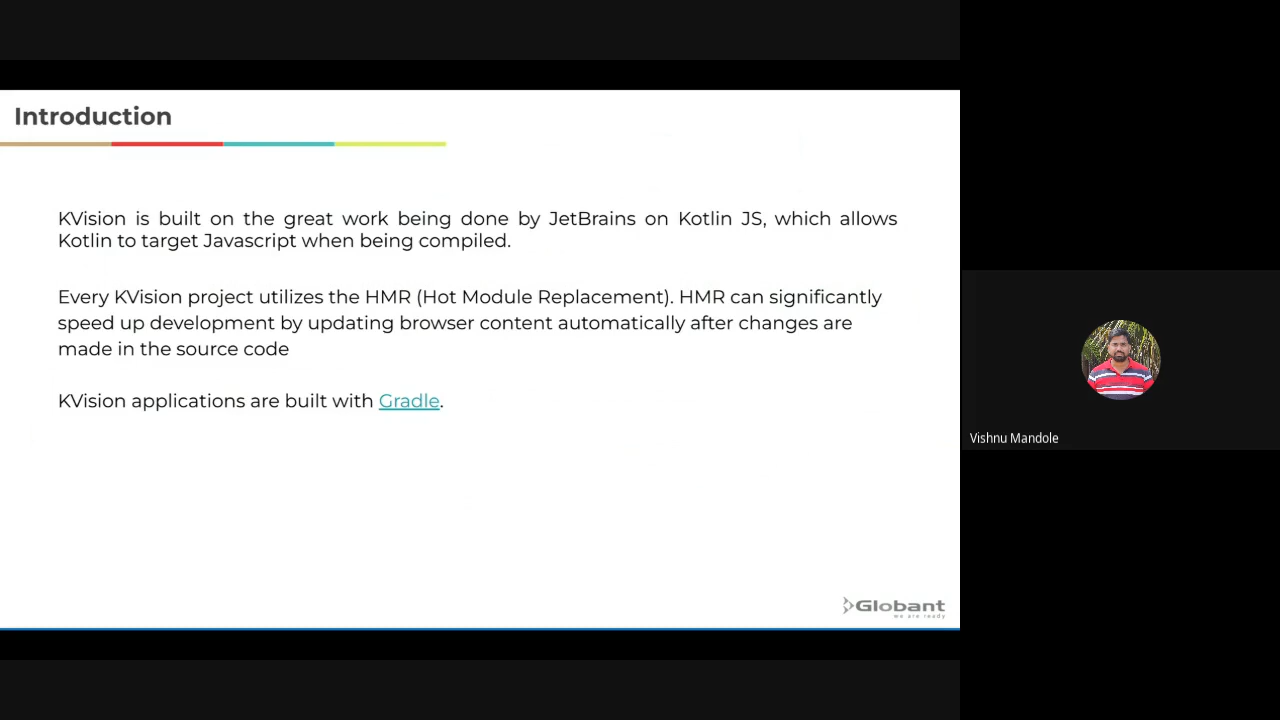 Introduction
KVision is built on the great work being done by JetBrains on Kotlin JS, which allows
Kotlin to target Javascript when being compiled.
Every KVision project utilizes the HMR (Hot Module Replacement). HMR can significantly
speed up development by updating browser content automatically after changes are
made in the source code
KVision applications are built with Gradle.
Vishnu Mandole
Globant
we are ready